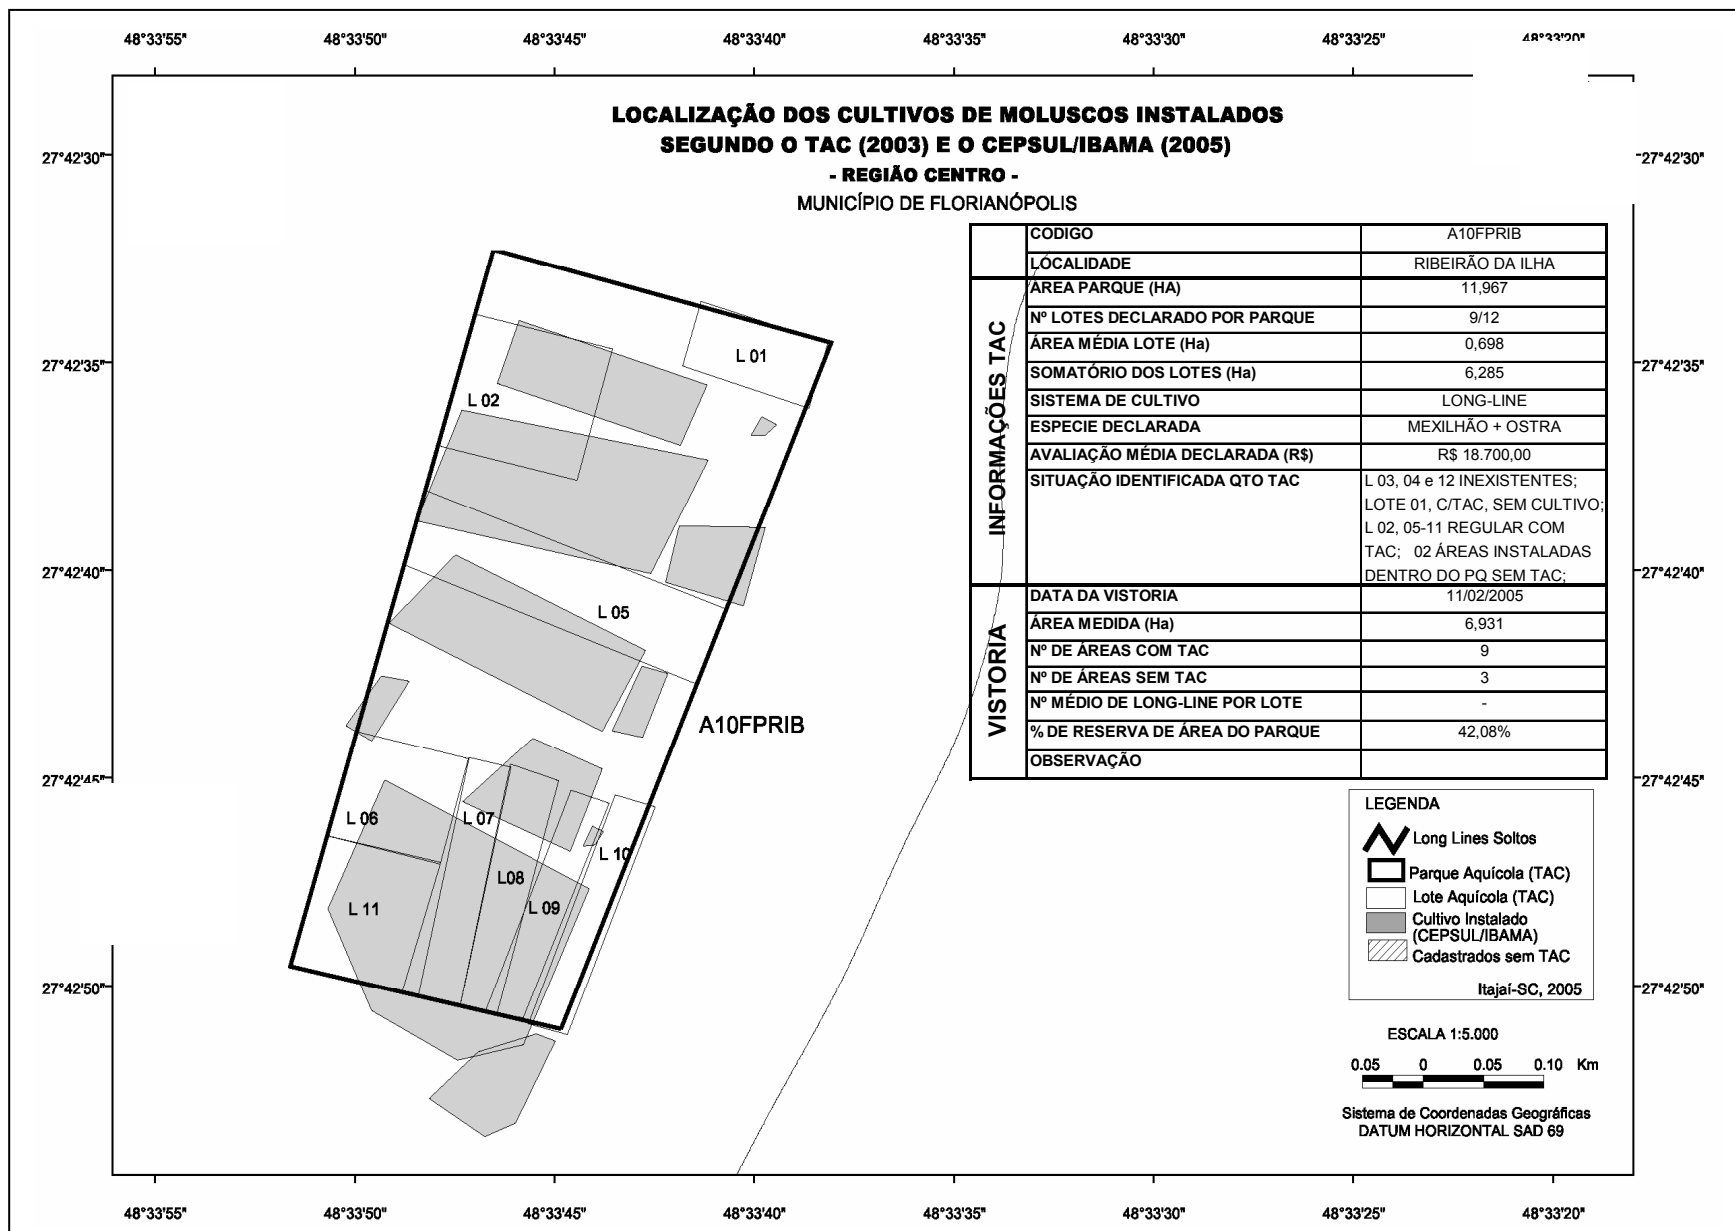 48°33'55" 48°33'50" 48°33'45" 48°33'40" 48°33'35" 48°33'30" 48°33'25" 48°33'20"
LOCALIZAÇÃO DOS CULTIVOS DE MOLUSCOS INSTALADOS
SEGUNDO O TAC (2003) E O CEPSUL/IBAMA (2005)
- REGIÃO CENTRO -
MUNICÍPIO DE FLORIANÓPOLIS
27°42'30" 27°42'30"
27°42'35" 27°42'35"
27°42'40" 27°42'40"
27°42'45" 27°42'45"
27°42'50" 27°42'50"
L 01
L 02
L 05
A10FPRIB
L 06
L 07
L 10
L08
L 11
L 09
CODIGO A10FPRIB
LOCALIDADE RIBEIRÃO DA ILHA
INFORMAÇÕES TAC
ÁREA PARQUE (HA) 11,967
Nº LOTES DECLARADO POR PARQUE 9/12
ÁREA MÉDIA LOTE (Ha) 0,698
SOMATÓRIO DOS LOTES (Ha) 6,285
SISTEMA DE CULTIVO LONG-LINE
ESPECIE DECLARADA MEXILHÃO + OSTRA
AVALIAÇÃO MÉDIA DECLARADA (R$) R$ 18.700,00
SITUAÇÃO IDENTIFICADA QTO TAC L 03, 04 e 12 INEXISTENTES;
LOTE 01, C/TAC, SEM CULTIVO;
L 02, 05-11 REGULAR COM
TAC; 02 ÁREAS INSTALADAS
DENTRO DO PQ SEM TAC;
VISTORIA
DATA DA VISTORIA 11/02/2005
ÁREA MEDIDA (Ha) 6,931
Nº DE ÁREAS COM TAC 9
Nº DE ÁREAS SEM TAC 3
Nº MÉDIO DE LONG-LINE POR LOTE -
% DE RESERVA DE ÁREA DO PARQUE 42,08%
OBSERVAÇÃO
LEGENDA
Long Lines Soltos
Parque Aquícola (TAC)
Lote Aquícola (TAC)
Cultivo Instalado
(CEPSUL/IBAMA)
Cadastrados sem TAC
Itajaí-SC, 2005
ESCALA 1:5.000
0.05 0 0.05 0.10 Km
Sistema de Coordenadas Geográficas
DATUM HORIZONTAL SAD 69
48°33'55" 48°33'50" 48°33'45" 48°33'40" 48°33'35" 48°33'30" 48°33'25" 48°33'20"